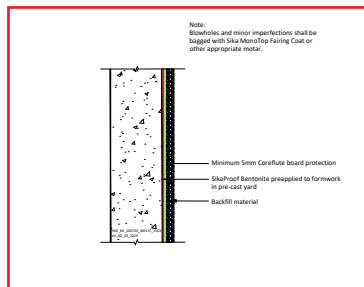 Note:
Blowholes and minor imperfections shall be
bagged with Sika MonoTop Fairing Coat or
other appropriate motar.
Minimum 5mm Coreflute board protection
SikaProof Bentonite preapplied to formwork
in pre-cast yard
Backfill material